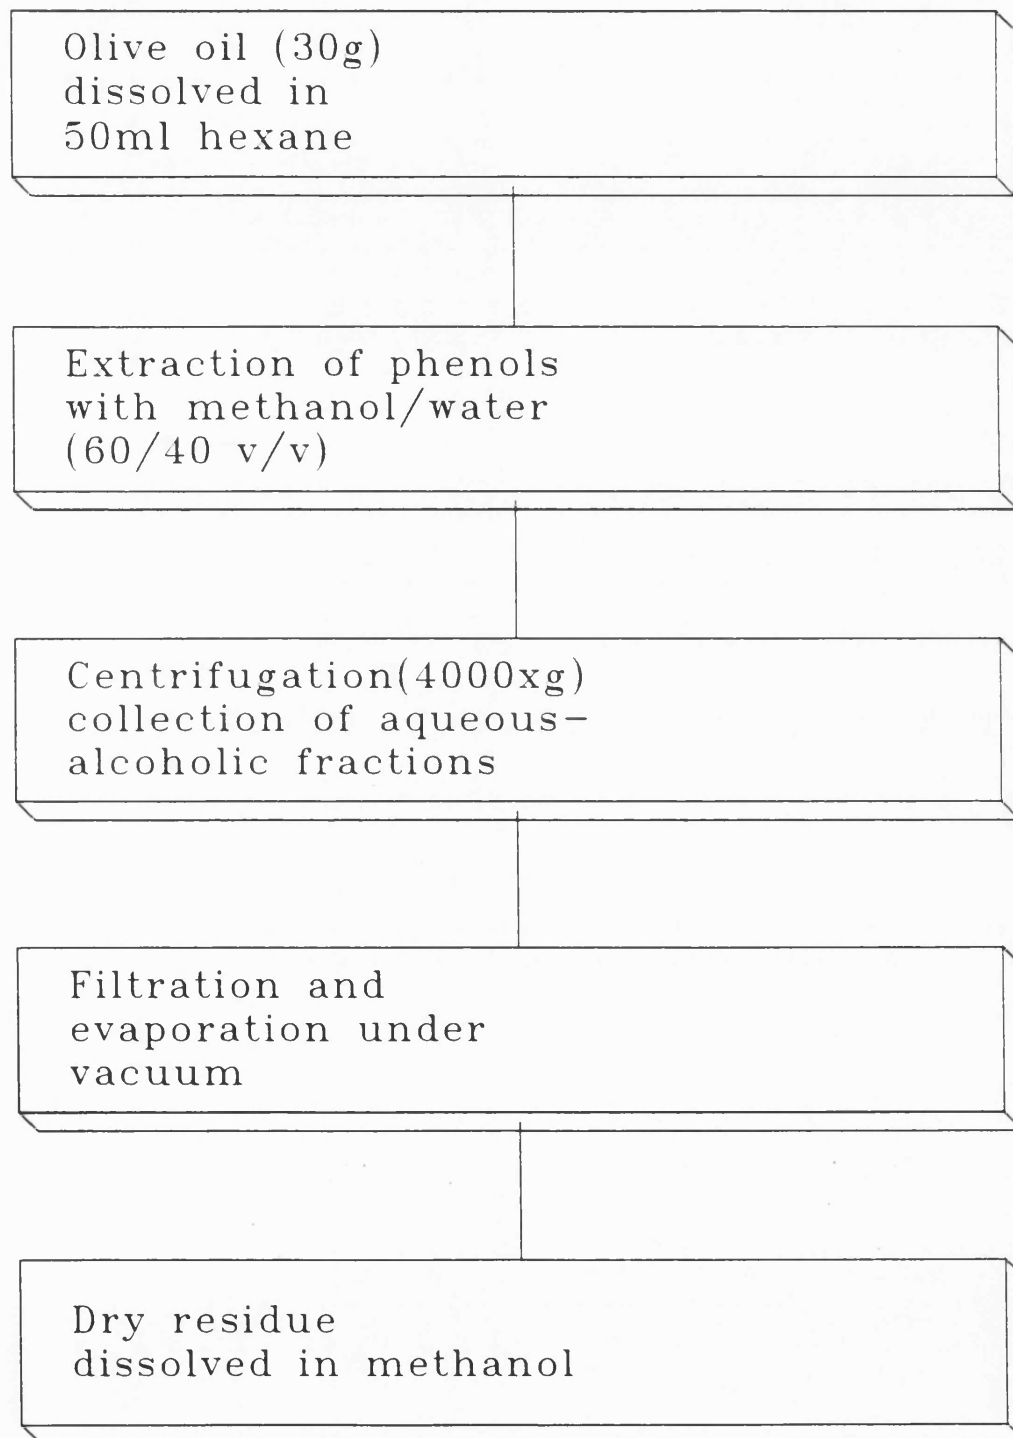 Olive oil (30g)
dissolved in
50ml hexane
Extraction of phenols
with methanol/water
(60/40 v/v)
Centrifugation(4000xg)
collection of aqueous-
alcoholic fractions
Filtration and
evaporation under
vacuum
Dry residue
dissolved in methanol